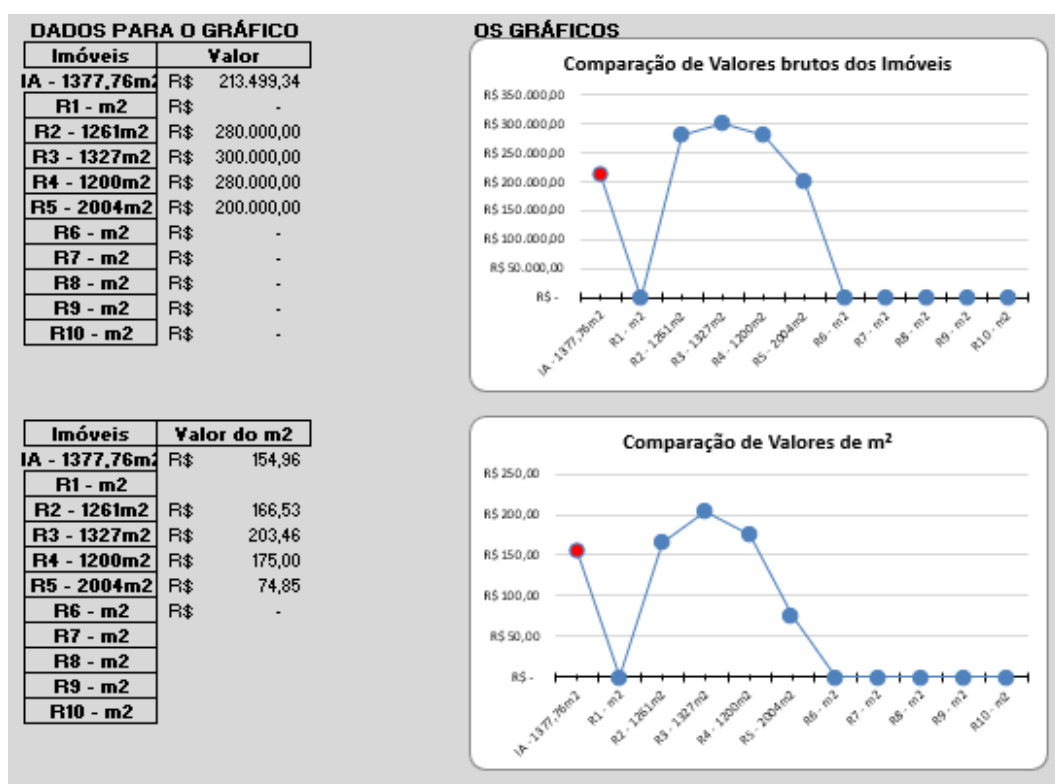 DADOS PARA O GRÁFICO
Imóveis Valor
IA - 1377,76m2 R$ 213.499,34
R1 - m2 R$ -
R2 - 1261m2 R$ 280.000,00
R3 - 1327m2 R$ 300.000,00
R4 - 1200m2 R$ 280.000,00
R5 - 2004m2 R$ 200.000,00
R6 - m2 R$ -
R7 - m2 R$ -
R8 - m2 R$ -
R9 - m2 R$ -
R10 - m2 R$ -
OS GRÁFICOS
Comparação de Valores brutos dos Imóveis
R$ 350.000,00
R$ 300.000,00
R$ 250.000,00
R$ 200.000,00
R$ 150.000,00
R$ 100.000,00
R$ 50.000,00
R$ -
IA - 1377,76m2
R1 - m2
R2 - 1261m2
R3 - 1327m2
R4 - 1200m2
R5 - 2004m2
R6 - m2
R7 - m2
R8 - m2
R9 - m2
R10 - m2
Imóveis Valor do m2
IA - 1377,76m2 R$ 154,96
R1 - m2
R2 - 1261m2 R$ 166,53
R3 - 1327m2 R$ 203,46
R4 - 1200m2 R$ 175,00
R5 - 2004m2 R$ 74,85
R6 - m2 R$ -
R7 - m2
R8 - m2
R9 - m2
R10 - m2
Comparação de Valores de m²
R$ 250,00
R$ 200,00
R$ 150,00
R$ 100,00
R$ 50,00
R$ -
IA - 1377,76m2
R1 - m2
R2 - 1261m2
R3 - 1327m2
R4 - 1200m2
R5 - 2004m2
R6 - m2
R7 - m2
R8 - m2
R9 - m2
R10 - m2